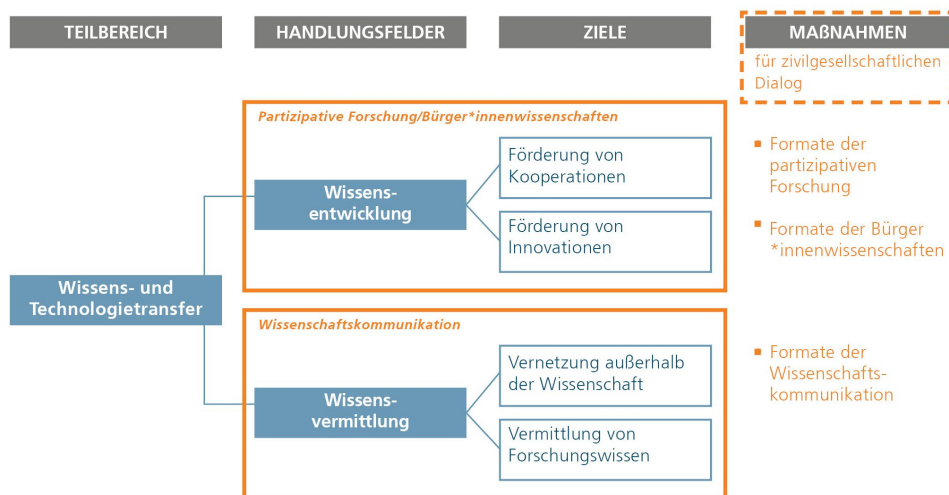 TEILBEREICH
HANDLUNGSFELDER
ZIELE
MAẞNAHMEN
für zivilgesellschaftlichen
Dialog
Partizipative Forschung/Bürger*innenwissenschaften
Förderung von
Kooperationen
Wissens-
entwicklung
Förderung von
Innovationen
Formate der
partizipativen
Forschung
Formate der Bürger
*innenwissenschaften
Wissens- und
Technologietransfer
Wissenschaftskommunikation
Vernetzung außerhalb
der Wissenschaft
Wissens-
vermittlung
Vermittlung von
Forschungswissen
Formate der
Wissenschafts-
kommunikation